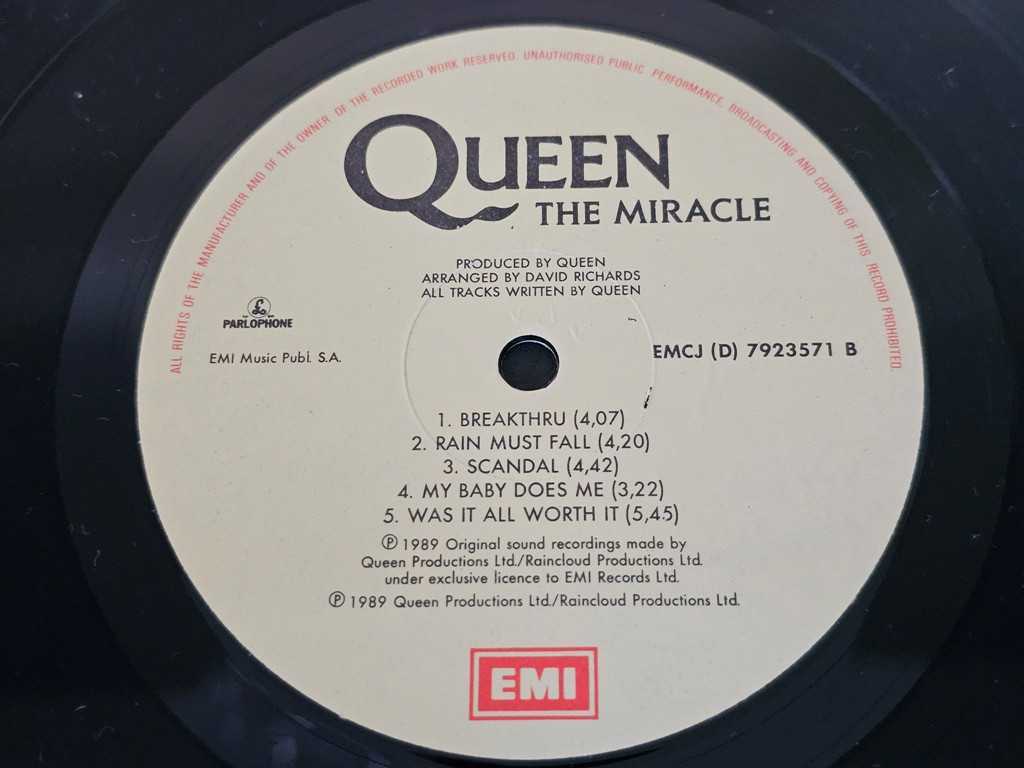 ALL RIGHTS OF THE MANUFACTURER AND OF THE OWNER OF THE RECORDED WORK RESERVED. UNAUTHORISED PUBLIC PERFORMANCE, BROADCASTING AND COPYING OF THIS RECORD PROHIBITED.
QUEEN
THE MIRACLE
PRODUCED BY QUEEN
ARRANGED BY DAVID RICHARDS
ALL TRACKS WRITTEN BY QUEEN
£
PARLOPHONE
EMI Music Publ. S.A.
EMCJ (D) 7923571 B
1. BREAKTHRU (4,07)
2. RAIN MUST FALL (4,20)
3. SCANDAL (4,42)
4. MY BABY DOES ME (3,22)
5. WAS IT ALL WORTH IT (5,45)
℗ 1989 Original sound recordings made by
Queen Productions Ltd./Raincloud Productions Ltd.
under exclusive licence to EMI Records Ltd.
℗ 1989 Queen Productions Ltd./Raincloud Productions Ltd.
EMI